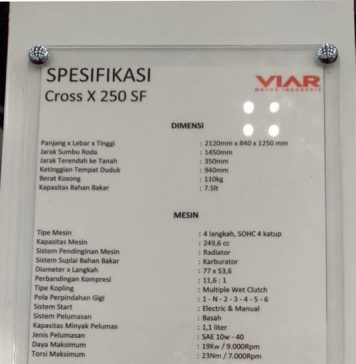 SPESIFIKASI
Cross X 250 SF
VIAR
MOTOR INDONESIA
DIMENSI
Panjang x Lebar x Tinggi : 2120mm x 840 x 1250 mm
Jarak Sumbu Roda : 1450mm
Jarak Terendah ke Tanah : 350mm
Ketinggian Tempat Duduk : 940mm
Berat Kosong : 110kg
Kapasitas Bahan Bakar : 7.5lt
MESIN
Tipe Mesin : 4 langkah, SOHC 4 katup
Kapasitas Mesin : 249,6 cc
Sistem Pendinginan Mesin : Radiator
Sistem Suplai Bahan Bakar : Karburator
Diameter x Langkah : 77 x 53,6
Perbandingan Kompresi : 11,6 : 1
Tipe Kopling : Multiple Wet Clutch
Pola Perpindahan Gigi : 1 - N - 2 - 3 - 4 - 5 - 6
Sistem Start : Electric & Manual
Sistem Pelumasan : Basah
Kapasitas Minyak Pelumas : 1,1 liter
Jenis Pelumasan : SAE 10w - 40
Daya Maksimum : 19Kw / 9.000Rpm
Torsi Maksimum : 23Nm / 7.000Rpm